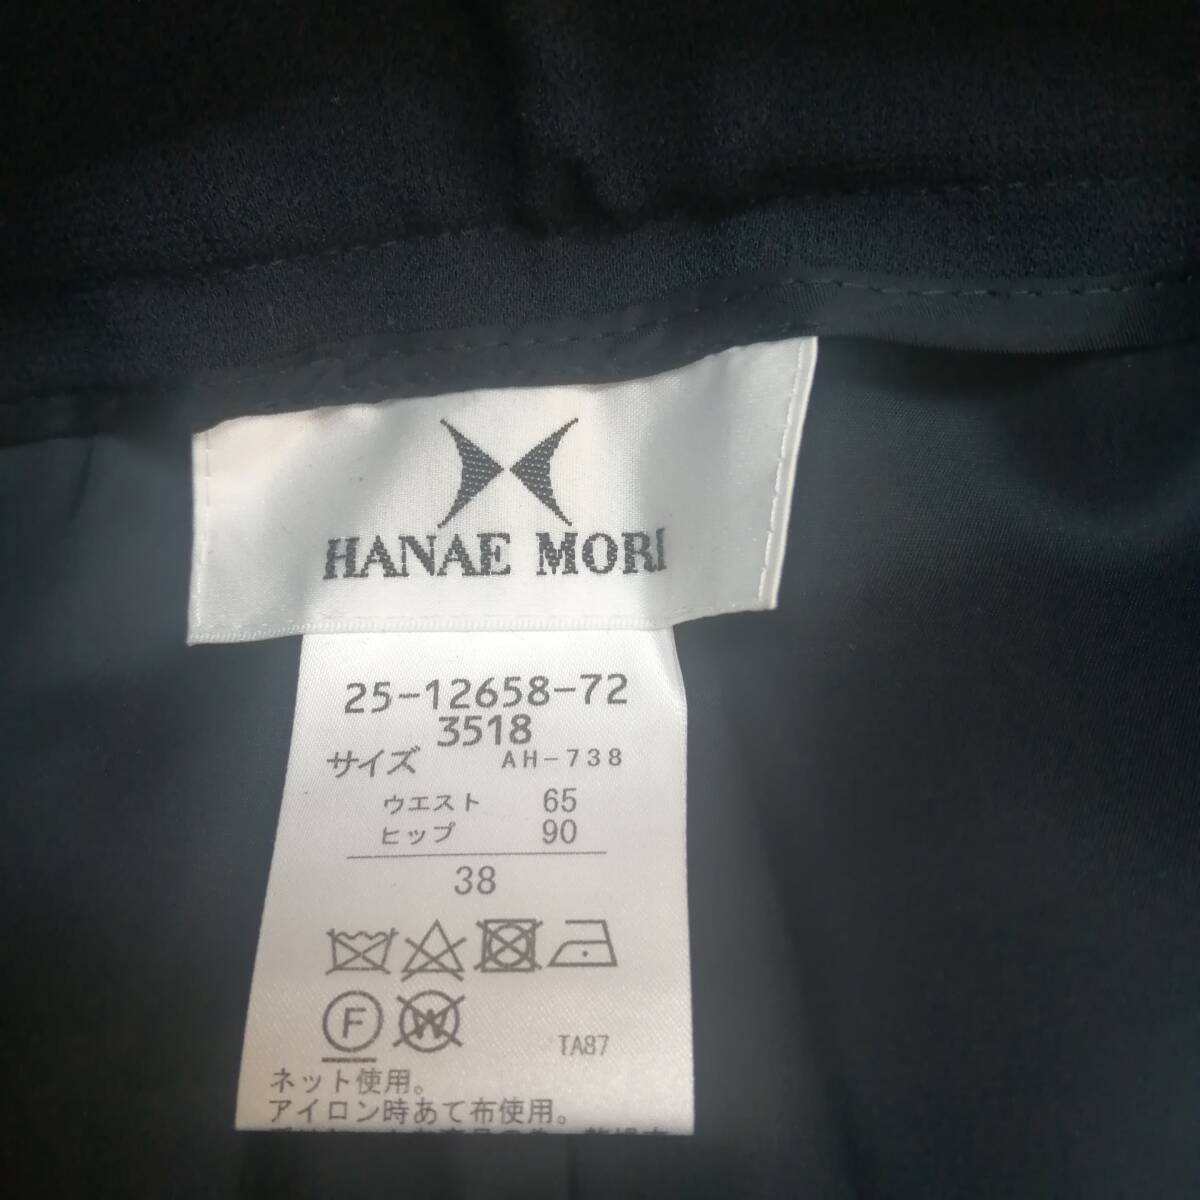 HANAE MORI
25-12658-72
3518
サイズ AH-738
ウエスト 65
ヒップ 90
38
F W
TA87
ネット使用。
アイロン時あて布使用。